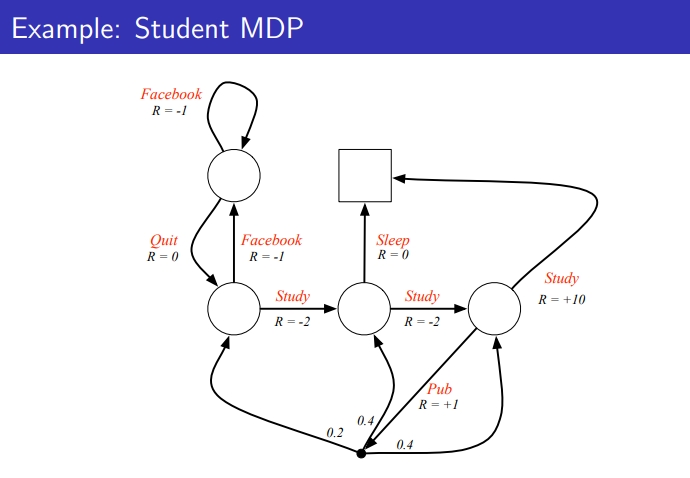 Example: Student MDP
Facebook
R = -1
Quit
R = 0
Facebook
R = -1
Sleep
R = 0
Study
R = -2
Study
R = -2
Study
R = +10
Pub
R = +1
0.2
0.4
0.4